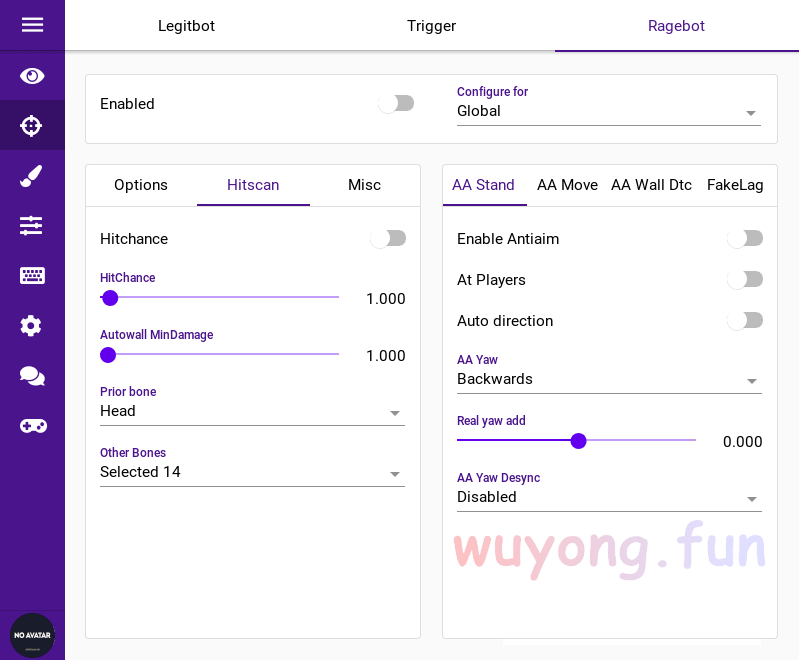 Legitbot Trigger Ragebot
Enabled
Configure for
Global
Options Hitscan Misc
Hitchance
HitChance
1.000
Autowall MinDamage
1.000
Prior bone
Head
Other Bones
Selected 14
AA Stand AA Move AA Wall Dtc FakeLag
Enable Antiaim
At Players
Auto direction
AA Yaw
Backwards
Real yaw add
0.000
AA Yaw Desync
Disabled
wuyong.fun
NO AVATAR